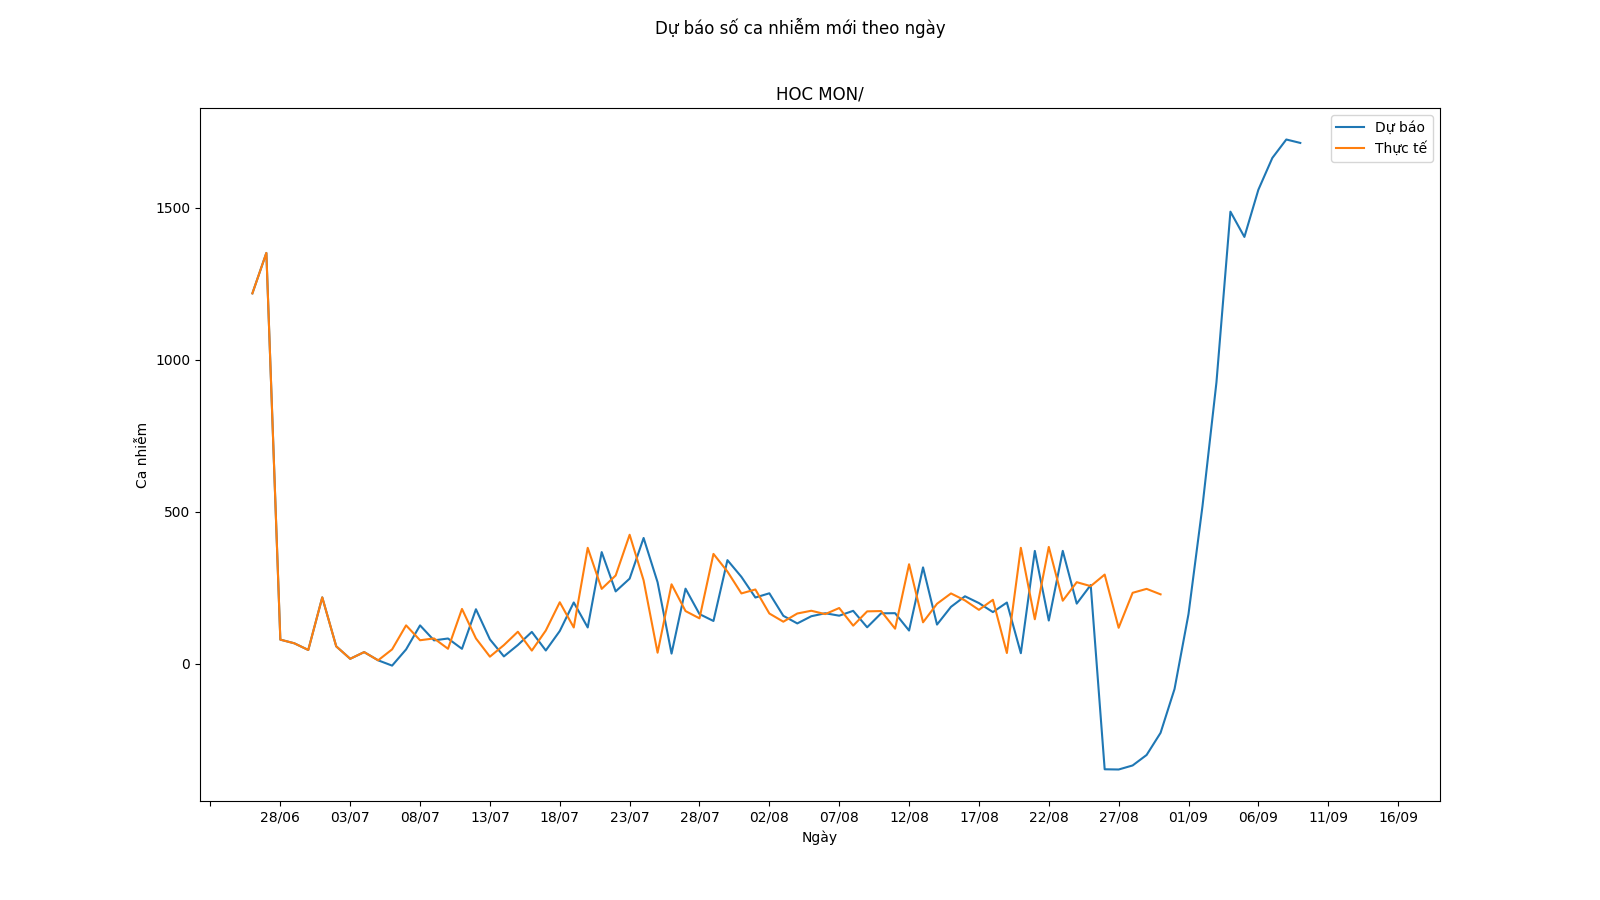 Dự báo số ca nhiễm mới theo ngày
HOC MON/
Dự báo
Thực tế
1500
1000
500
0
Ca nhiễm
28/06 03/07 08/07 13/07 18/07 23/07 28/07 02/08 07/08 12/08 17/08 22/08 27/08 01/09 06/09 11/09 16/09
Ngày